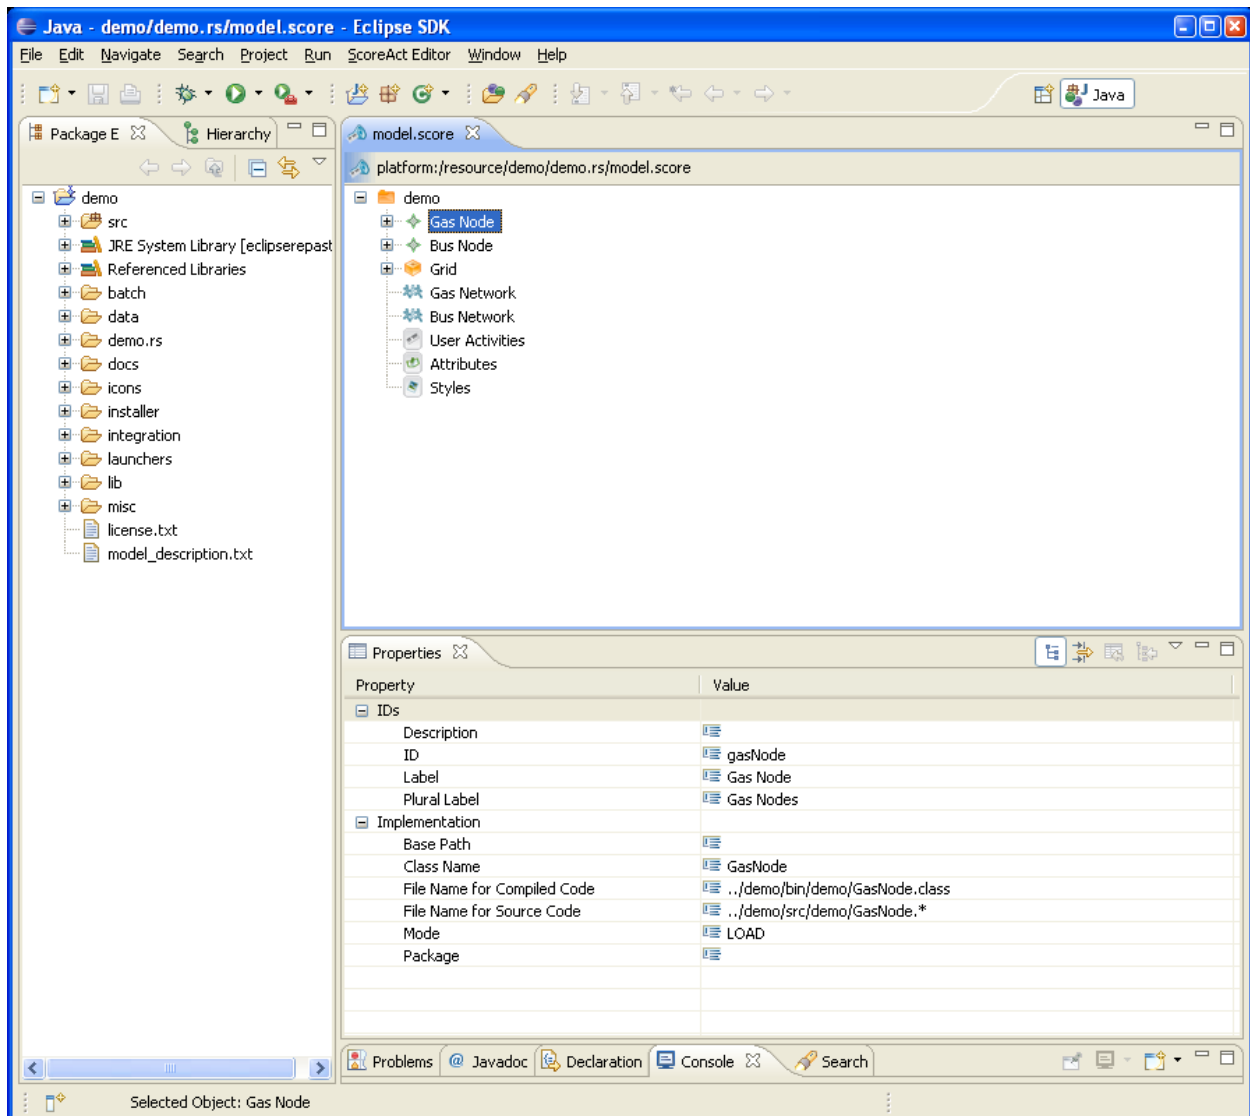 Java - demo/demo.rs/model.score - Eclipse SDK
File Edit Navigate Search Project Run ScoreAct Editor Window Help
Java
Package E Hierarchy
demo
src
JRE System Library [eclipserepast
Referenced Libraries
batch
data
demo.rs
docs
icons
installer
integration
launchers
lib
misc
license.txt
model_description.txt
model.score
platform:/resource/demo/demo.rs/model.score
demo
Gas Node
Bus Node
Grid
Gas Network
Bus Network
User Activities
Attributes
Styles
Properties
Property Value
IDs
Description
ID gasNode
Label Gas Node
Plural Label Gas Nodes
Implementation
Base Path
Class Name GasNode
File Name for Compiled Code ../demo/bin/demo/GasNode.class
File Name for Source Code ../demo/src/demo/GasNode.*
Mode LOAD
Package
Problems @ Javadoc Declaration Console Search
Selected Object: Gas Node